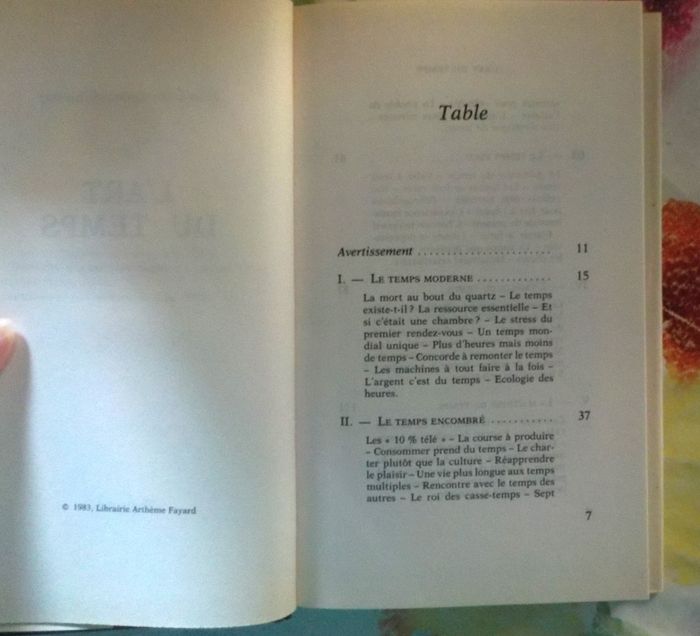 © 1983, Librairie Arthème Fayard
Table
Avertissement ........................ 11
I. — LE TEMPS MODERNE ............. 15
La mort au bout du quartz – Le temps
existe-t-il? La ressource essentielle – Et
si c'était une chambre? – Le stress du
premier rendez-vous – Un temps mon-
dial unique – Plus d'heures mais moins
de temps – Concorde à remonter le temps
– Les machines à tout faire à la fois –
L'argent c'est du temps – Ecologie des
heures.
II. — LE TEMPS ENCOMBRÉ ........... 37
Les « 10 % télé » – La course à produire
– Consommer prend du temps – Le char-
ter plutôt que la culture – Réapprendre
le plaisir – Une vie plus longue aux temps
multiples – Rencontre avec le temps des
autres – Le roi des casse-temps – Sept
7
L'ART
DU TEMPS